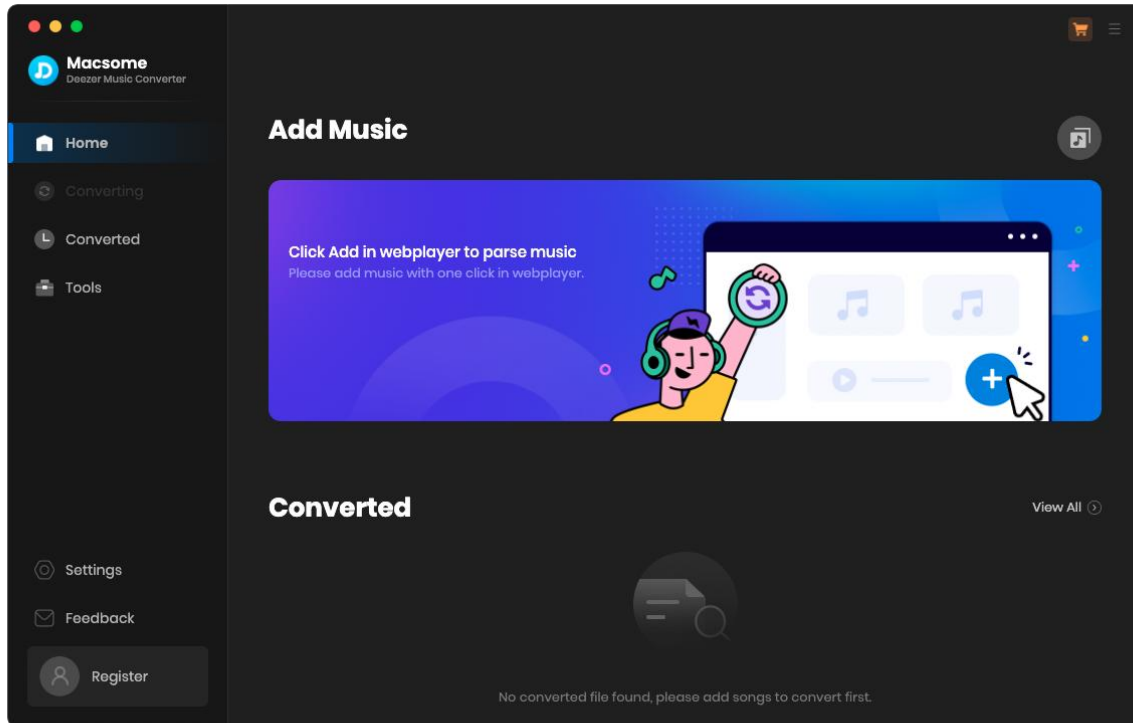 Macsome
Deezer Music Converter
Home
Converting
Converted
Tools
Settings
Feedback
Register
Add Music
Click Add in webplayer to parse music
Please add music with one click in webplayer.
Converted
View All
No converted file found, please add songs to convert first.